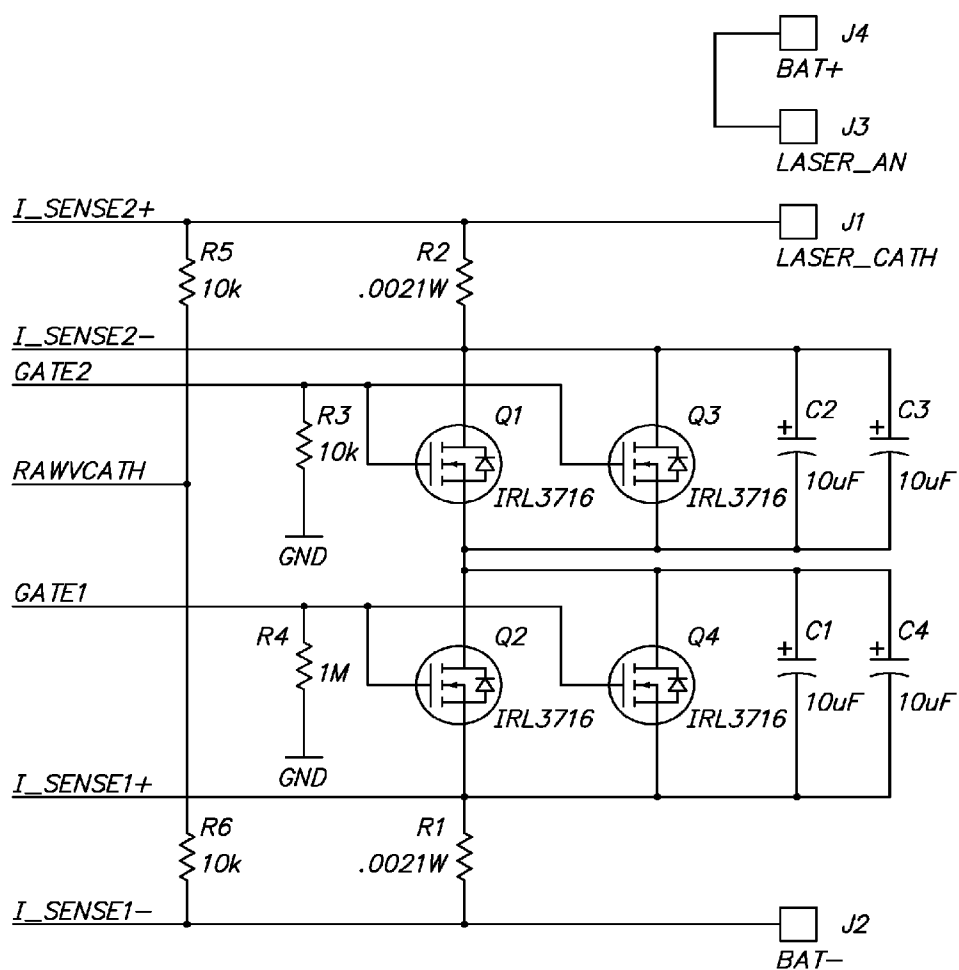 J4
BAT+
J3
LASER_AN
I_SENSE2+
J1
LASER_CATH
R5
10k
R2
.0021W
I_SENSE2-
GATE2
R3
10k
Q1
IRL3716
Q3
IRL3716
+
C2
10uF
+
C3
10uF
RAWVCATH
GND
GATE1
R4
1M
Q2
IRL3716
Q4
IRL3716
+
C1
10uF
+
C4
10uF
GND
I_SENSE1+
R6
10k
R1
.0021W
I_SENSE1-
J2
BAT-